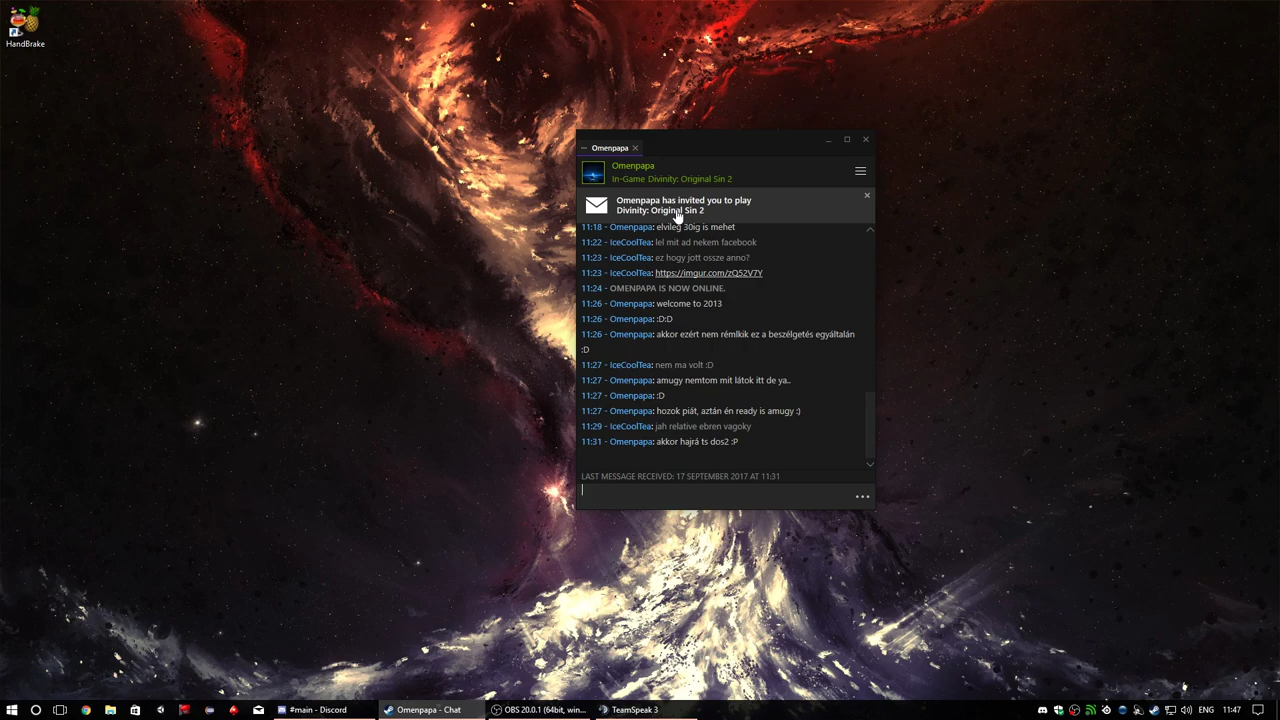 HandBrake
Omenpapa
Omenpapa
In-Game Divinity: Original Sin 2
Omenpapa has invited you to play
Divinity: Original Sin 2
11:18 - Omenpapa: elvileg 30ig is mehet
11:22 - IceCoolTea: lel mit ad nekem facebook
11:23 - IceCoolTea: ez hogy jott ossze anno?
11:23 - IceCoolTea: https://imgur.com/zQ52V7Y
11:24 - OMENPAPA IS NOW ONLINE.
11:26 - Omenpapa: welcome to 2013
11:26 - Omenpapa: :D:D
11:26 - Omenpapa: akkor ezért nem rémlkik ez a beszélgetés egyáltalán
:D
11:27 - IceCoolTea: nem ma volt :D
11:27 - Omenpapa: amugy nemtom mit látok itt de ya..
11:27 - Omenpapa: :D
11:27 - Omenpapa: hozok piát, aztán én ready is amugy :)
11:29 - IceCoolTea: jah relative ebren vagoky
11:31 - Omenpapa: akkor hajrá ts dos2 :P
LAST MESSAGE RECEIVED: 17 SEPTEMBER 2017 AT 11:31
#main - Discord
Omenpapa - Chat
OBS 20.0.1 (64bit, win...
TeamSpeak 3
ENG
11:47